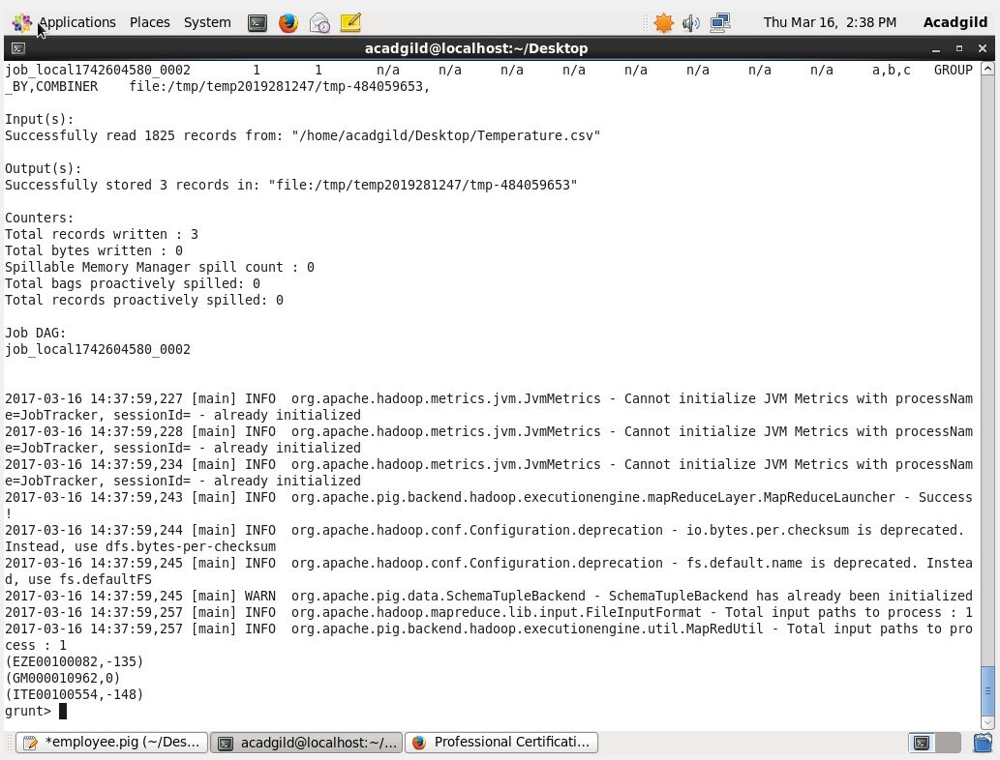 Applications Places System Thu Mar 16, 2:38 PM Acadgild
acadgild@localhost:~/Desktop
job_local1742604580_0002 1 1 n/a n/a n/a n/a n/a n/a n/a n/a a,b,c GROUP
_BY,COMBINER file:/tmp/temp2019281247/tmp-484059653,
Input(s):
Successfully read 1825 records from: "/home/acadgild/Desktop/Temperature.csv"
Output(s):
Successfully stored 3 records in: "file:/tmp/temp2019281247/tmp-484059653"
Counters:
Total records written : 3
Total bytes written : 0
Spillable Memory Manager spill count : 0
Total bags proactively spilled: 0
Total records proactively spilled: 0
Job DAG:
job_local1742604580_0002
2017-03-16 14:37:59,227 [main] INFO org.apache.hadoop.metrics.jvm.JvmMetrics - Cannot initialize JVM Metrics with processNam
e=JobTracker, sessionId= - already initialized
2017-03-16 14:37:59,228 [main] INFO org.apache.hadoop.metrics.jvm.JvmMetrics - Cannot initialize JVM Metrics with processNam
e=JobTracker, sessionId= - already initialized
2017-03-16 14:37:59,234 [main] INFO org.apache.hadoop.metrics.jvm.JvmMetrics - Cannot initialize JVM Metrics with processNam
e=JobTracker, sessionId= - already initialized
2017-03-16 14:37:59,243 [main] INFO org.apache.pig.backend.hadoop.executionengine.mapReduceLayer.MapReduceLauncher - Success
!
2017-03-16 14:37:59,244 [main] INFO org.apache.hadoop.conf.Configuration.deprecation - io.bytes.per.checksum is deprecated.
Instead, use dfs.bytes-per-checksum
2017-03-16 14:37:59,245 [main] INFO org.apache.hadoop.conf.Configuration.deprecation - fs.default.name is deprecated. Instea
d, use fs.defaultFS
2017-03-16 14:37:59,245 [main] WARN org.apache.pig.data.SchemaTupleBackend - SchemaTupleBackend has already been initialized
2017-03-16 14:37:59,257 [main] INFO org.apache.hadoop.mapreduce.lib.input.FileInputFormat - Total input paths to process : 1
2017-03-16 14:37:59,257 [main] INFO org.apache.pig.backend.hadoop.executionengine.util.MapRedUtil - Total input paths to pro
cess : 1
(EZE00100082,-135)
(GM000010962,0)
(ITE00100554,-148)
grunt>
*employee.pig (~/Des... acadgild@localhost:~/... Professional Certificati...